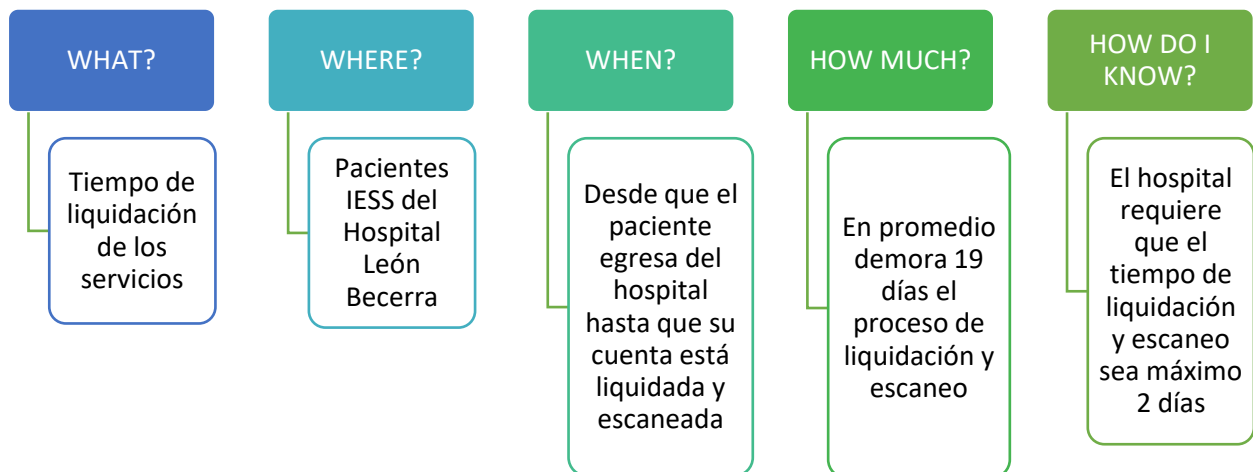 WHAT?
Tiempo de
liquidación
de los
servicios
WHERE?
Pacientes
IESS del
Hospital
León
Becerra
WHEN?
Desde que el
paciente
egresa del
hospital
hasta que su
cuenta está
liquidada y
escaneada
HOW MUCH?
En promedio
demora 19
días el
proceso de
liquidación y
escaneo
HOW DO I
KNOW?
El hospital
requiere
que el
tiempo de
liquidación
y escaneo
sea máximo
2 días